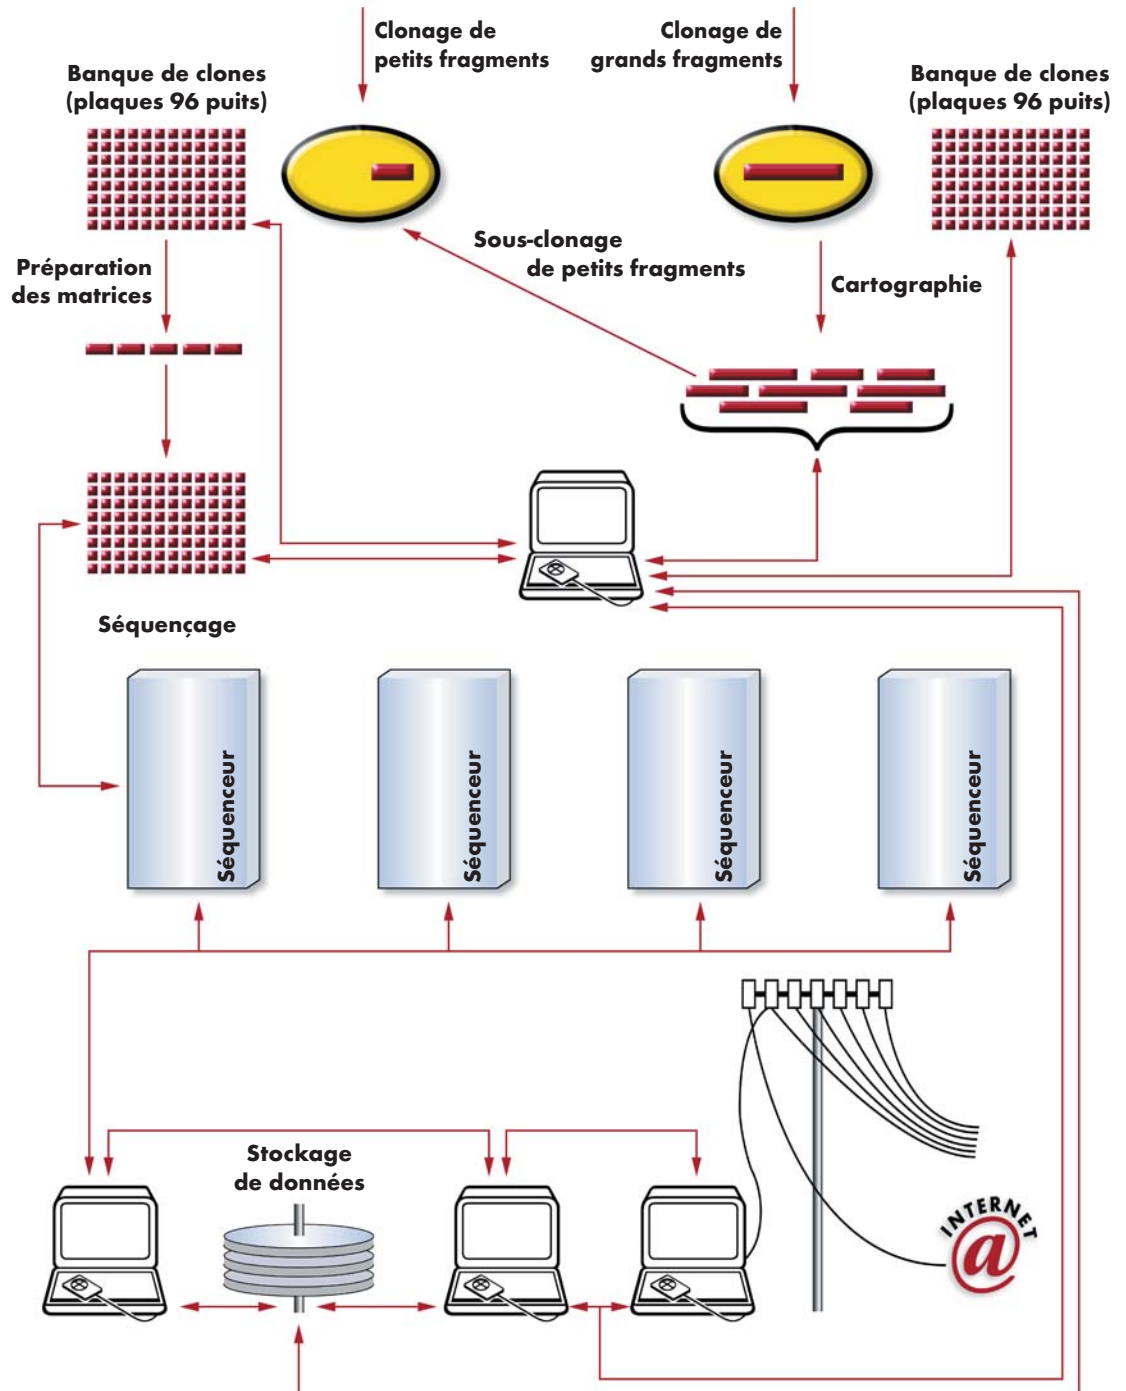 Clonage de
petits fragments
Clonage de
grands fragments
Banque de clones
(plaques 96 puits)
Banque de clones
(plaques 96 puits)
Sous-clonage
de petits fragments
Préparation
des matrices
Cartographie
Séquençage
Séquenceur
Séquenceur
Séquenceur
Séquenceur
Stockage
de données
INTERNET
@